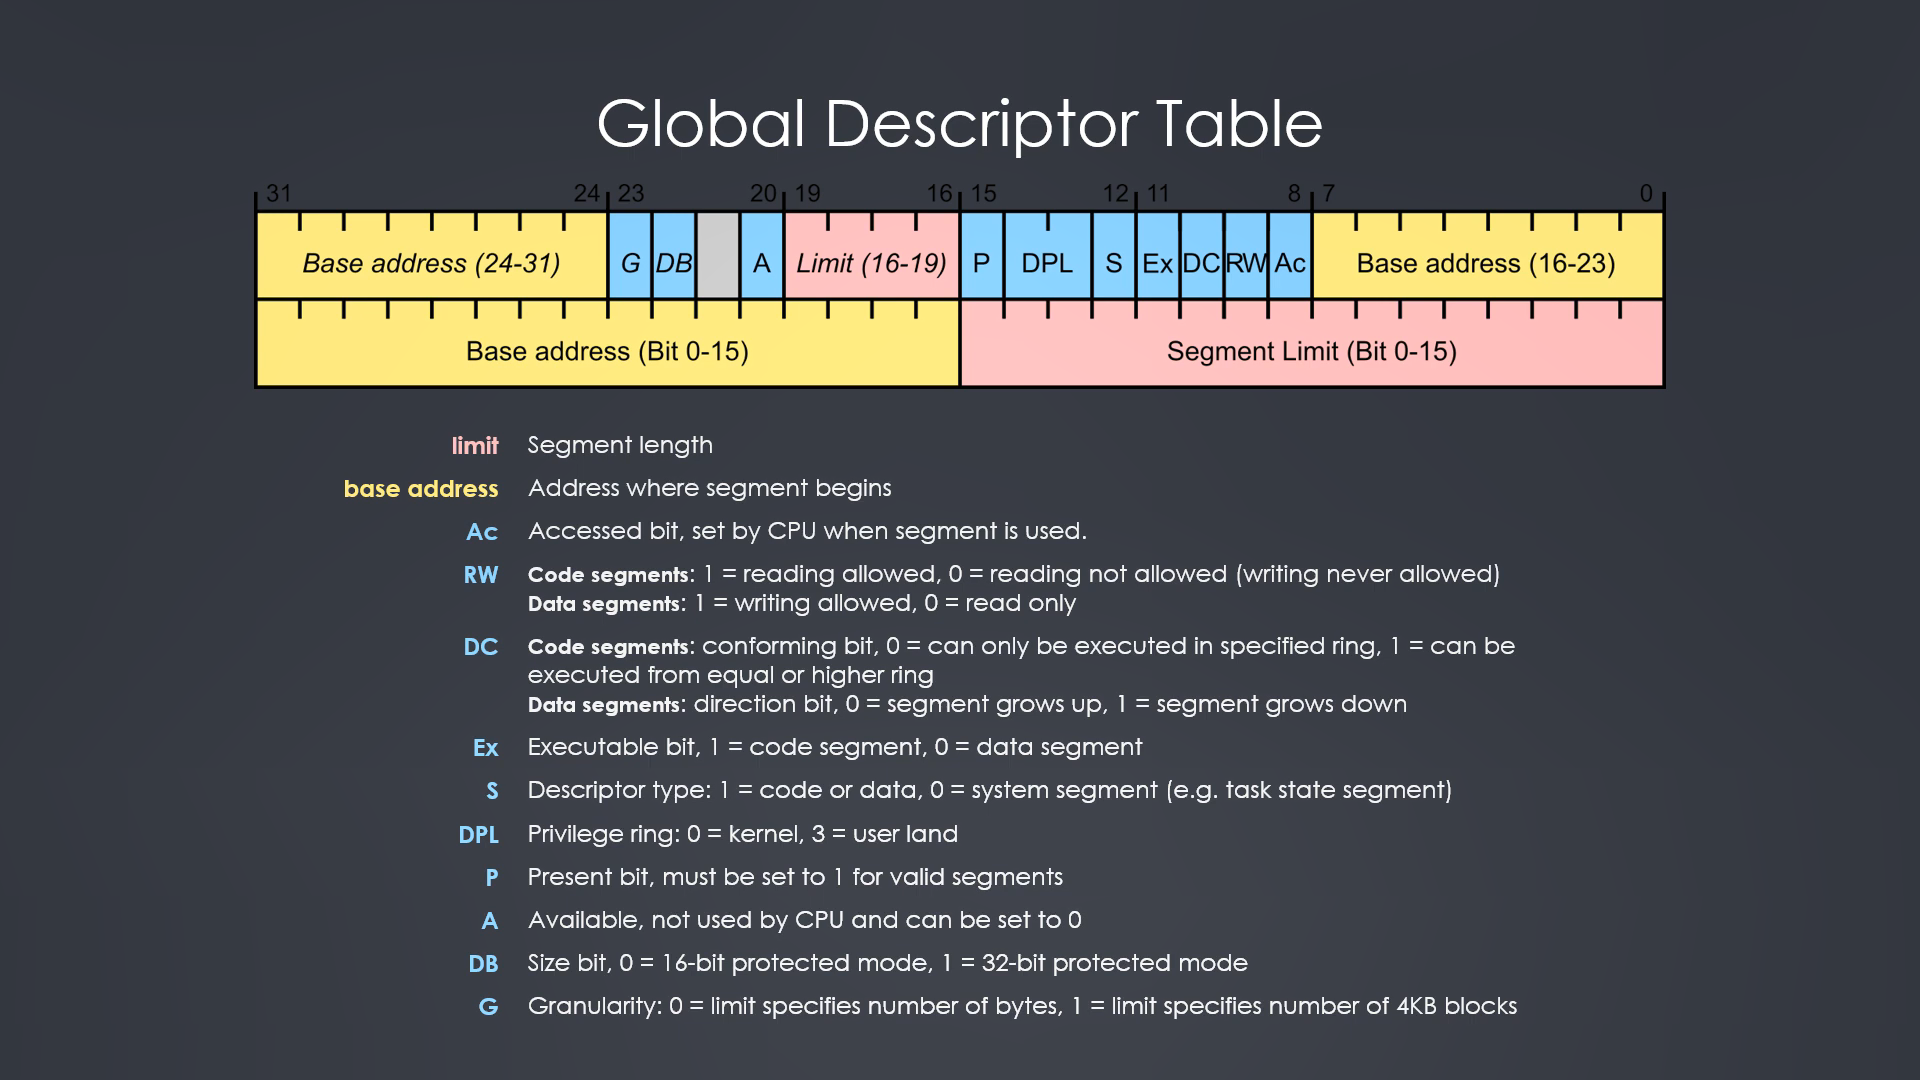 Global Descriptor Table
31 24 23 20 19 16 15 12 11 8 7 0
Base address (24-31) G DB A Limit (16-19) P DPL S Ex DC RW Ac Base address (16-23)
Base address (Bit 0-15) Segment Limit (Bit 0-15)
limit Segment length
base address Address where segment begins
Ac Accessed bit, set by CPU when segment is used.
RW Code segments: 1 = reading allowed, 0 = reading not allowed (writing never allowed)
Data segments: 1 = writing allowed, 0 = read only
DC Code segments: conforming bit, 0 = can only be executed in specified ring, 1 = can be
executed from equal or higher ring
Data segments: direction bit, 0 = segment grows up, 1 = segment grows down
Ex Executable bit, 1 = code segment, 0 = data segment
S Descriptor type: 1 = code or data, 0 = system segment (e.g. task state segment)
DPL Privilege ring: 0 = kernel, 3 = user land
P Present bit, must be set to 1 for valid segments
A Available, not used by CPU and can be set to 0
DB Size bit, 0 = 16-bit protected mode, 1 = 32-bit protected mode
G Granularity: 0 = limit specifies number of bytes, 1 = limit specifies number of 4KB blocks